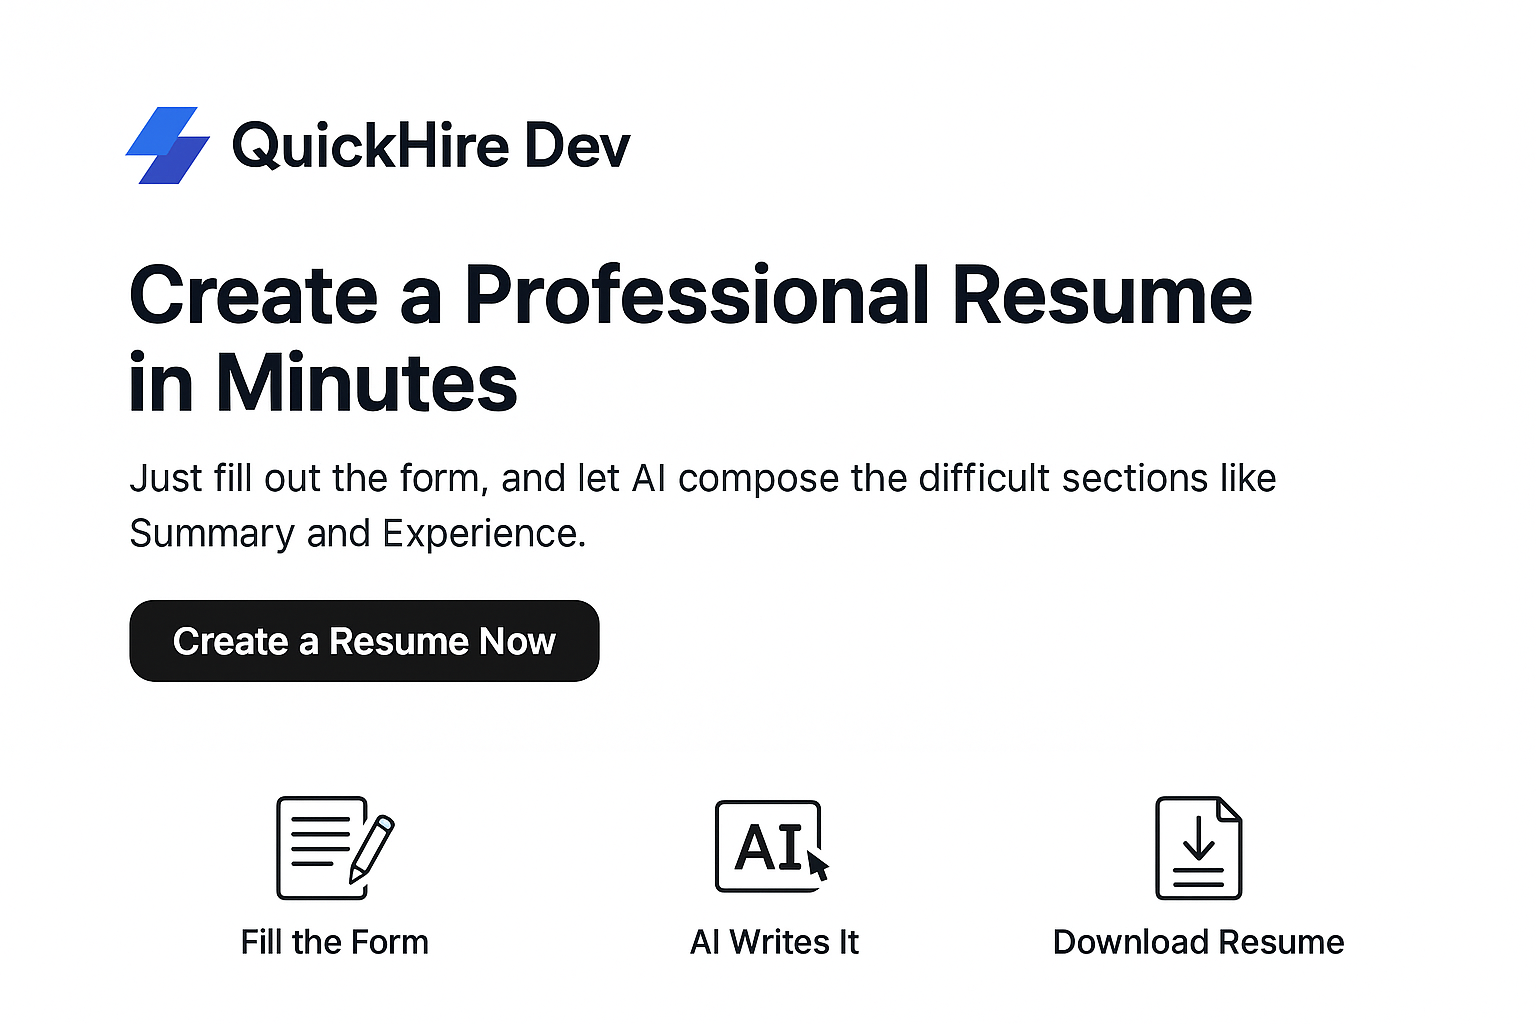 QuickHire Dev
Create a Professional Resume
in Minutes
Just fill out the form, and let AI compose the difficult sections like
Summary and Experience.
Create a Resume Now
AI
Fill the Form
AI Writes It
Download Resume